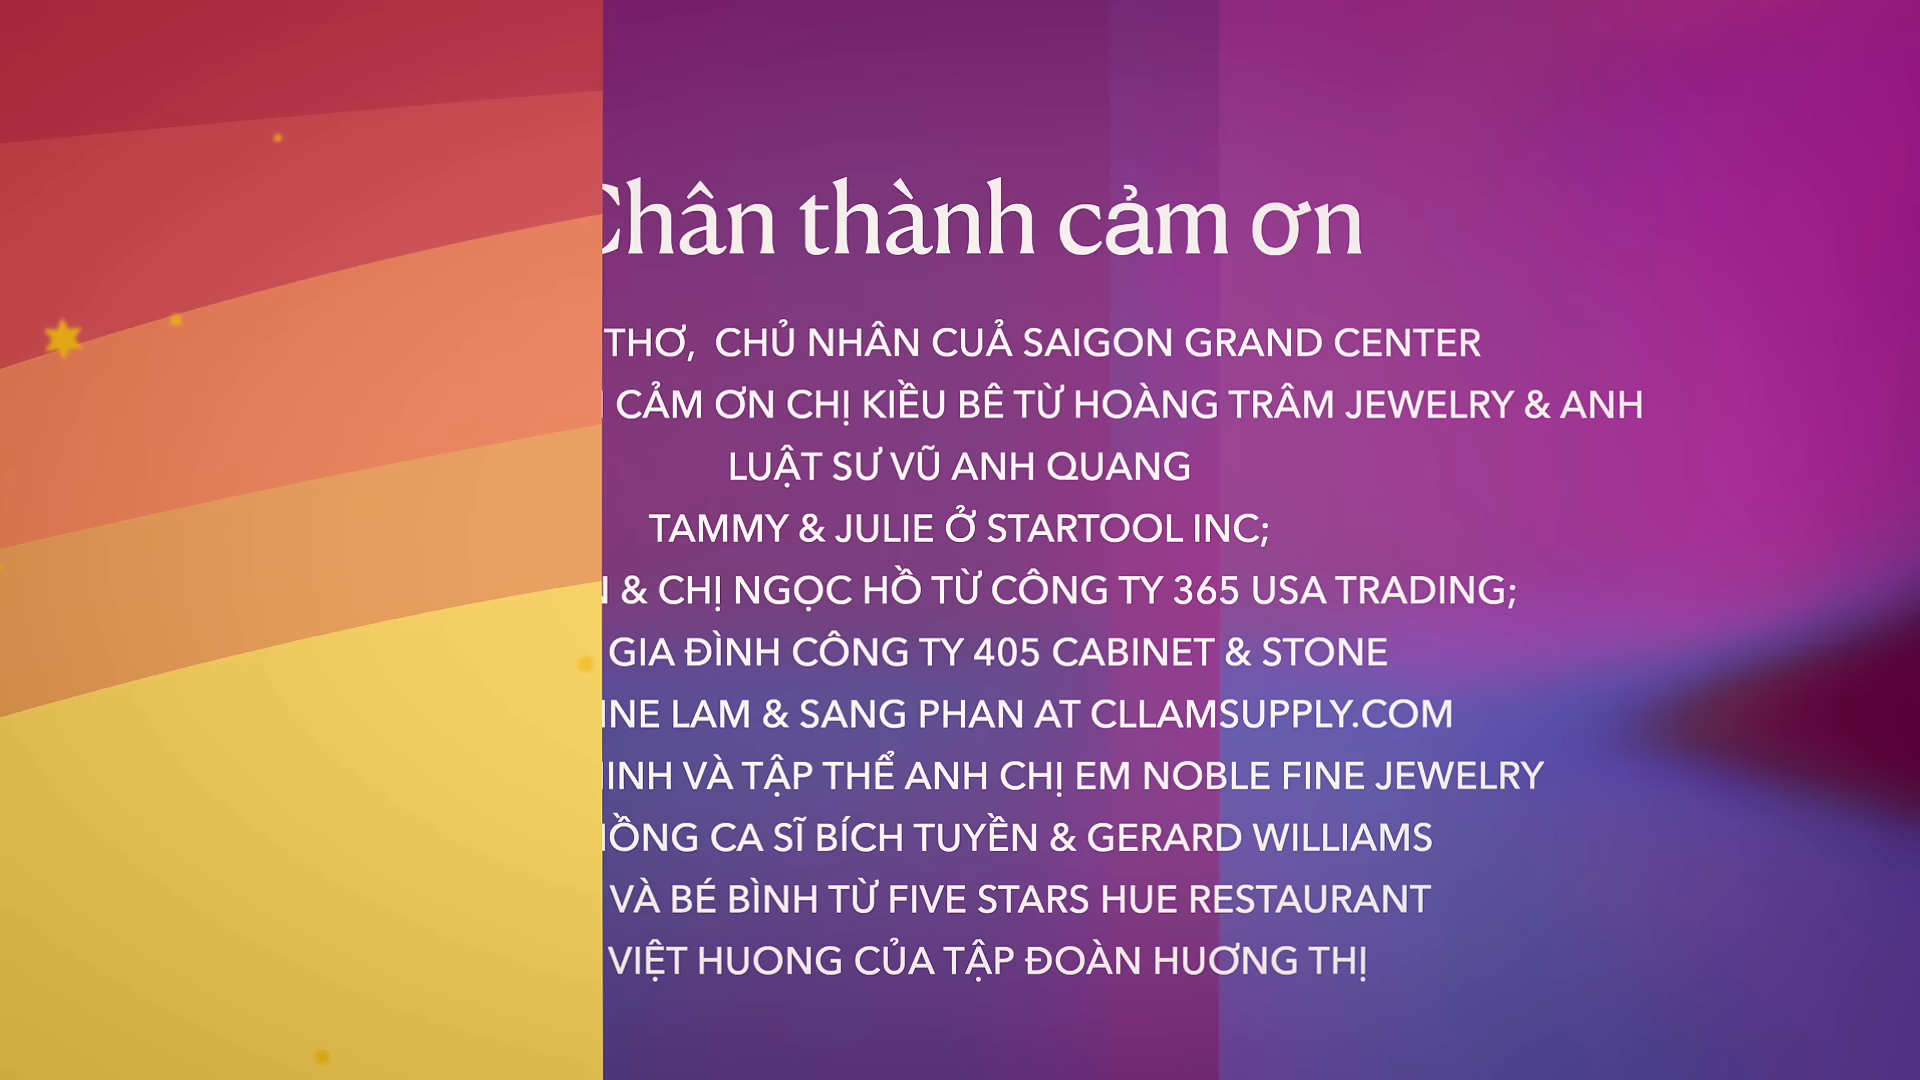 Chân thành cảm ơn
THƠ, CHỦ NHÂN CUẢ SAIGON GRAND CENTER
CẢM ƠN CHỊ KIỀU BÊ TỪ HOÀNG TRÂM JEWELRY & ANH
LUẬT SƯ VŨ ANH QUANG
TAMMY & JULIE Ở STARTOOL INC;
& CHỊ NGỌC HỒ TỪ CÔNG TY 365 USA TRADING;
GIA ĐÌNH CÔNG TY 405 CABINET & STONE
LAM & SANG PHAN AT CLLAMSUPPLY.COM
VÀ TẬP THỂ ANH CHỊ EM NOBLE FINE JEWELRY
CA SĨ BÍCH TUYỀN & GERARD WILLIAMS
VÀ BÉ BÌNH TỪ FIVE STARS HUE RESTAURANT
VIỆT HUONG CỦA TẬP ĐOÀN HUƠNG THỊ